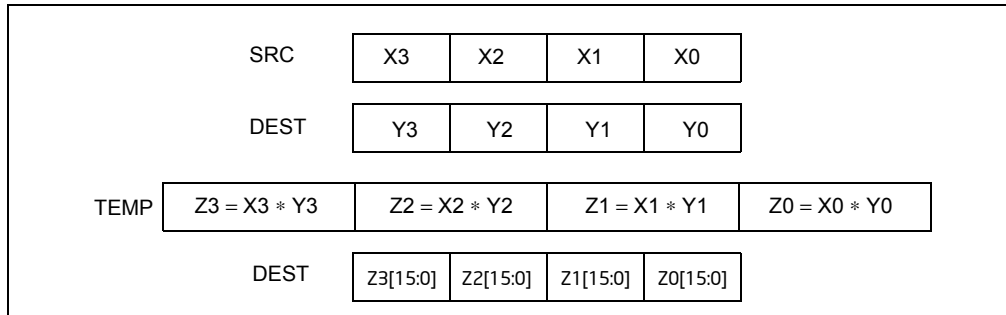 SRC X3 X2 X1 X0
DEST Y3 Y2 Y1 Y0
TEMP Z3 = X3 ∗ Y3 Z2 = X2 ∗ Y2 Z1 = X1 ∗ Y1 Z0 = X0 ∗ Y0
DEST Z3[15:0] Z2[15:0] Z1[15:0] Z0[15:0]